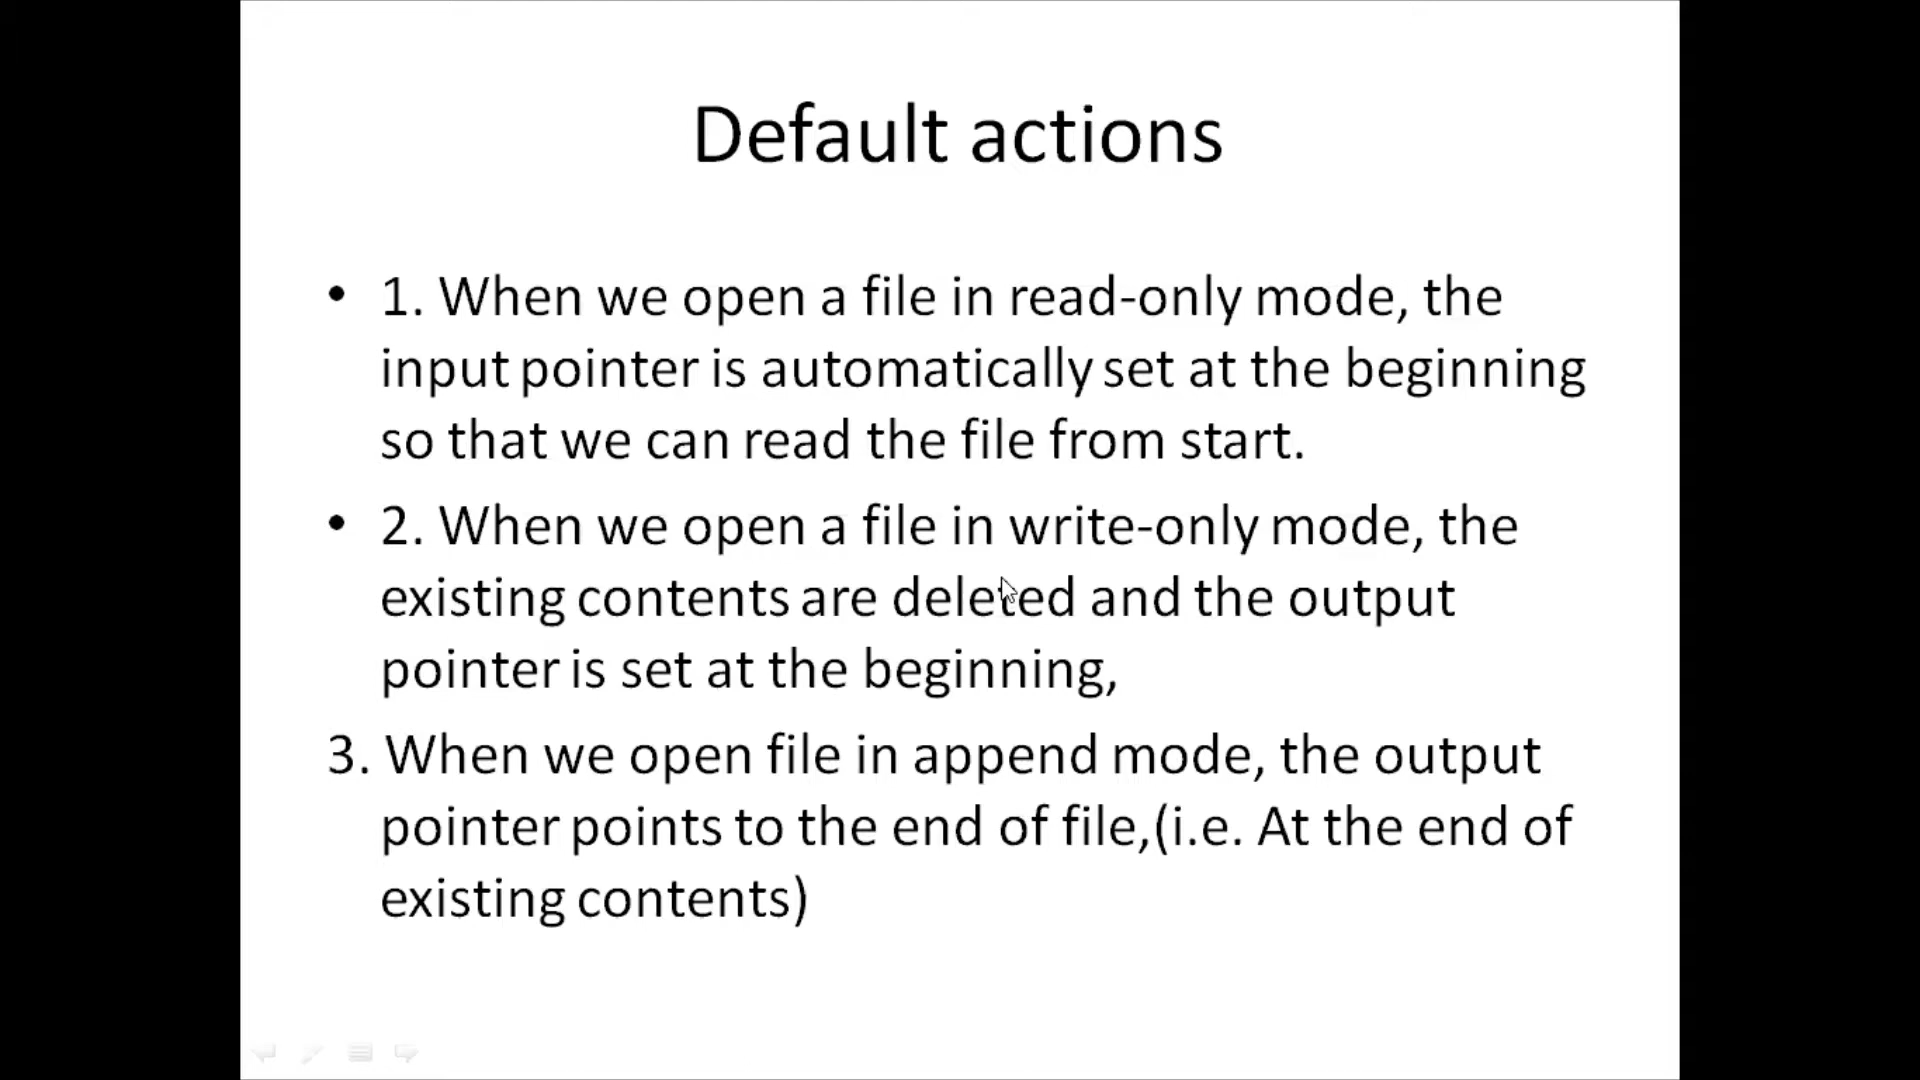 Default actions
• 1. When we open a file in read-only mode, the
input pointer is automatically set at the beginning
so that we can read the file from start.
• 2. When we open a file in write-only mode, the
existing contents are deleted and the output
pointer is set at the beginning,
3. When we open file in append mode, the output
pointer points to the end of file,(i.e. At the end of
existing contents)